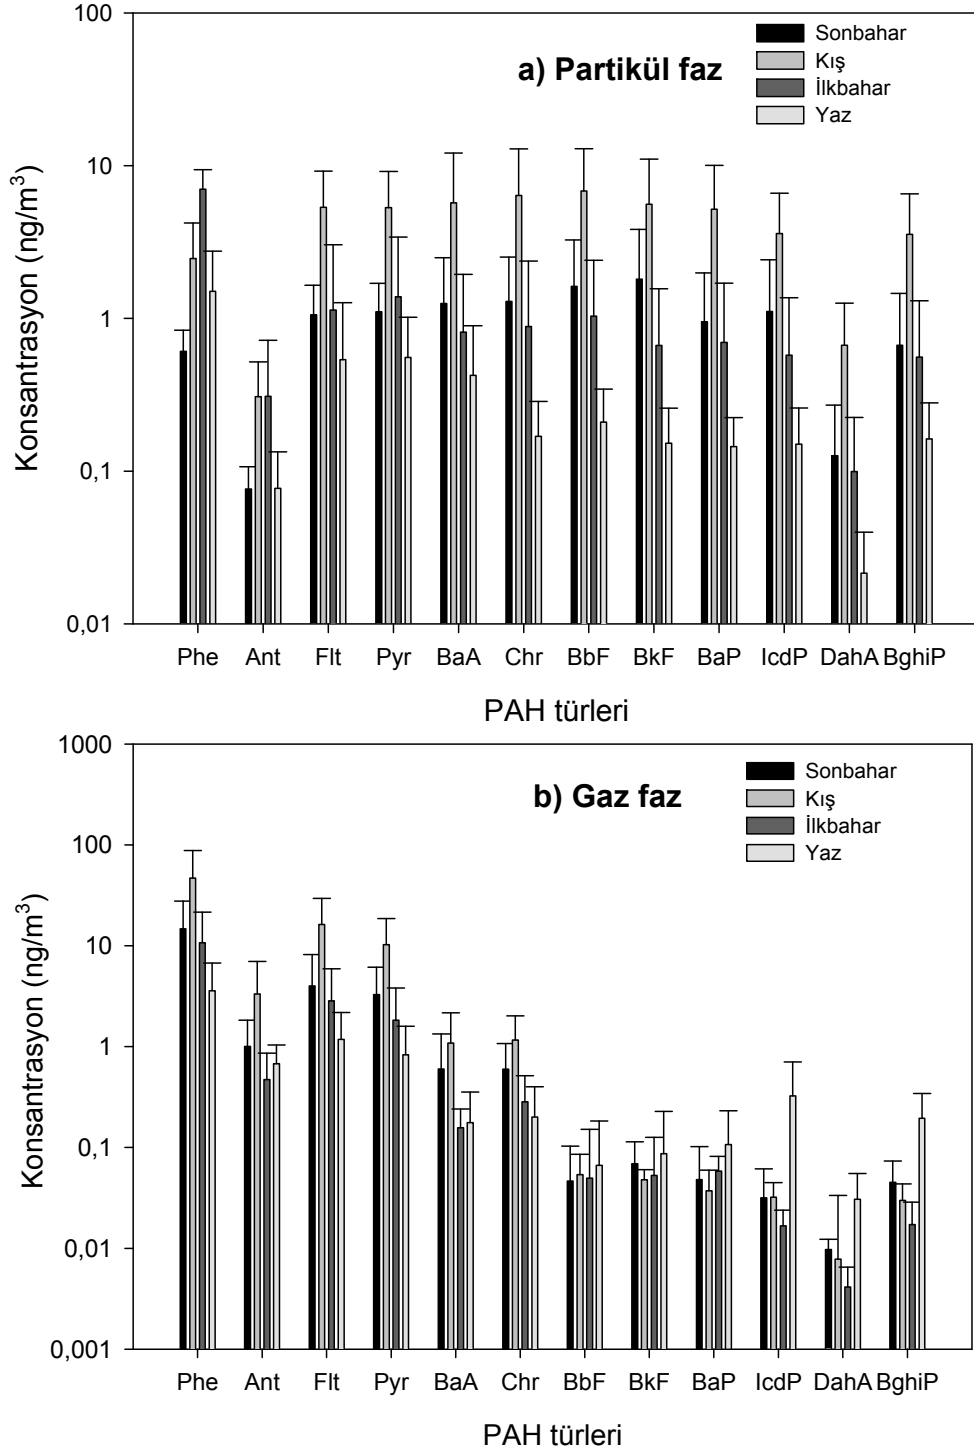 100
10
1
0,1
0,01
Konsantrasyon (ng/m³)
a) Partikül faz
Sonbahar
Kış
İlkbahar
Yaz
Phe Ant Flt Pyr BaA Chr BbF BkF BaP IcdP DahA BghiP
PAH türleri
1000
100
10
1
0,1
0,01
0,001
Konsantrasyon (ng/m³)
b) Gaz faz
Sonbahar
Kış
İlkbahar
Yaz
Phe Ant Flt Pyr BaA Chr BbF BkF BaP IcdP DahA BghiP
PAH türleri